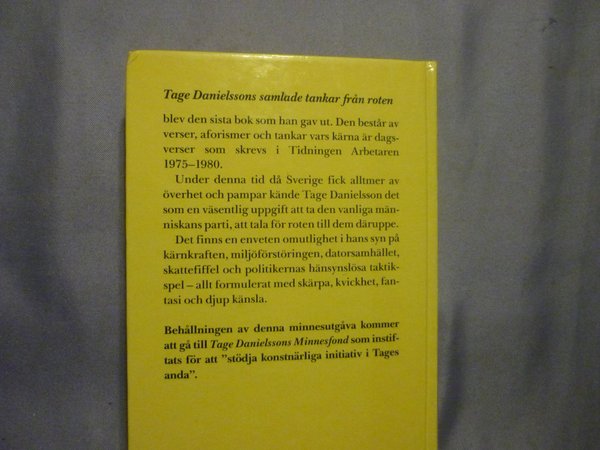 Tage Danielssons samlade tankar från roten
blev den sista bok som han gav ut. Den består av
verser, aforismer och tankar vars kärna är dags-
verser som skrevs i Tidningen Arbetaren
1975–1980.
Under denna tid då Sverige fick alltmer av
överhet och pampar kände Tage Danielsson det
som en väsentlig uppgift att ta den vanliga män-
niskans parti, att tala för roten till dem däruppe.
Det finns en enveten omutlighet i hans syn på
kärnkraften, miljöförstöringen, datorsamhället,
skattefiffel och politikernas hänsynslösa taktik-
spel – allt formulerat med skärpa, kvickhet, fan-
tasi och djup känsla.
Behållningen av denna minnesutgåva kommer
att gå till Tage Danielssons Minnesfond som instif-
tats för att ”stödja konstnärliga initiativ i Tages
anda”.